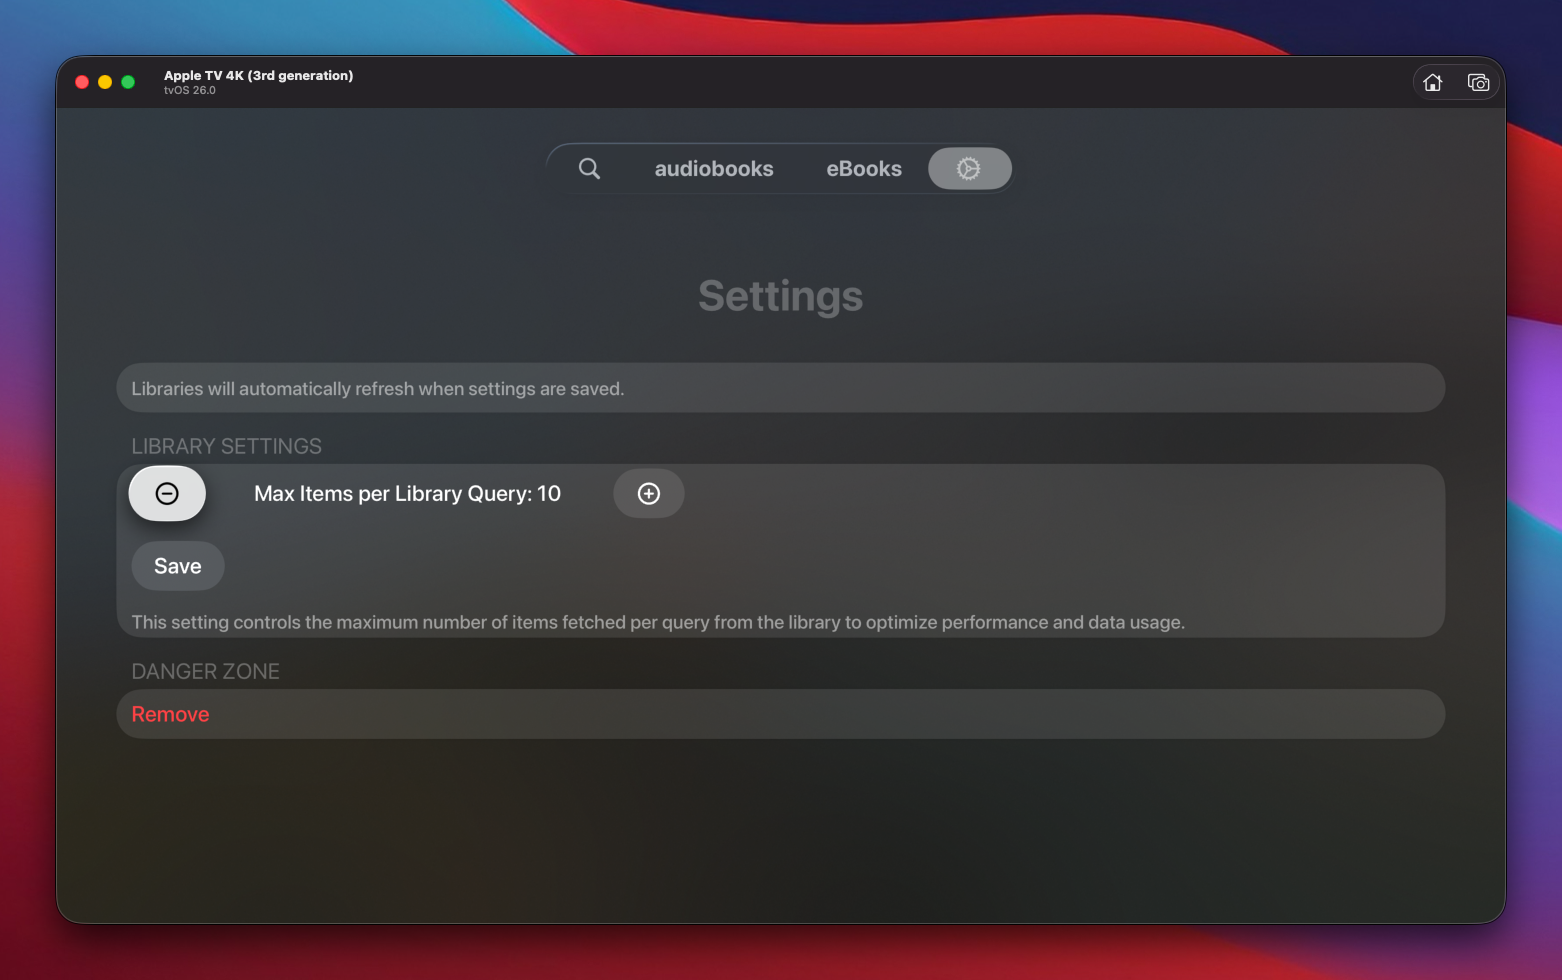 Apple TV 4K (3rd generation)
tvOS 26.0
audiobooks
eBooks
Settings
Libraries will automatically refresh when settings are saved.
LIBRARY SETTINGS
Max Items per Library Query: 10
Save
This setting controls the maximum number of items fetched per query from the library to optimize performance and data usage.
DANGER ZONE
Remove